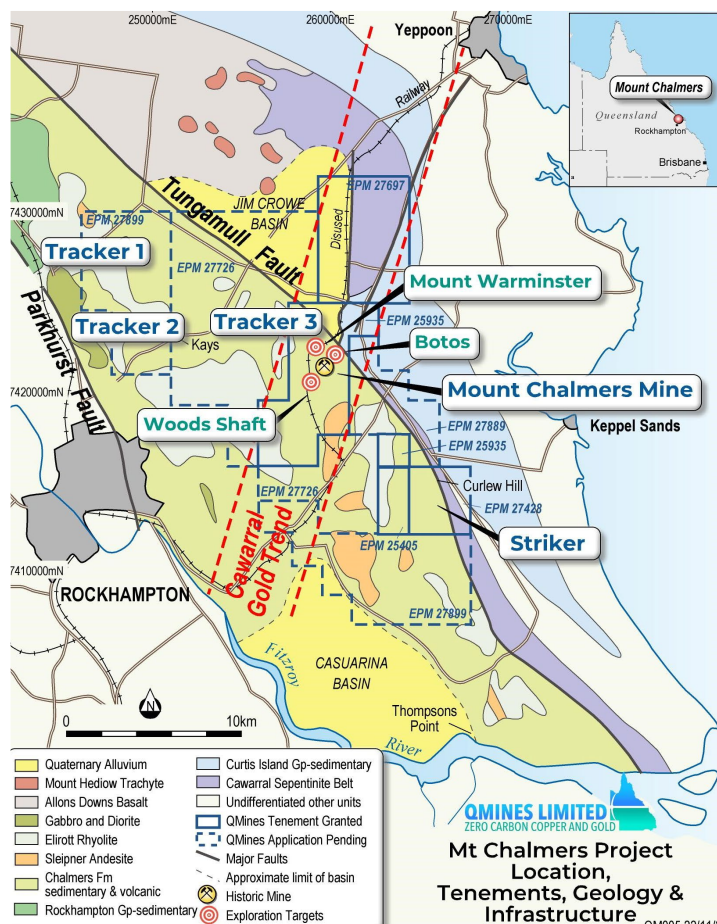 250000mE
260000mE
270000mE
Yeppoon
Railway
Mount Chalmers
Queensland
Rockhampton
Brisbane
7430000mN
EPM 27899
JIM CROWE
BASIN
EPM 27697
Disused
Tungamull Fault
Tracker 1
EPM 27726
Mount Warminster
Tracker 2
Tracker 3
EPM 25935
Kays
Botos
Parkhurst Fault
7420000mN
Mount Chalmers Mine
Woods Shaft
Keppel Sands
EPM 27889
EPM 25935
Curlew Hill
EPM 27726
EPM 27428
Striker
EPM 25405
Cawarral
Gold Trend
7410000mN
ROCKHAMPTON
EPM 27899
Fitzroy
River
CASUARINA
BASIN
Thompsons
Point
N
0
10km
Quaternary Alluvium
Mount Hediow Trachyte
Allons Downs Basalt
Gabbro and Diorite
Elirott Rhyolite
Sleipner Andesite
Chalmers Fm
sedimentary & volcanic
Rockhampton Gp-sedimentary
Curtis Island Gp-sedimentary
Cawarral Sepentinite Belt
Undifferentiated other units
QMines Tenement Granted
QMines Application Pending
Major Faults
Approximate limit of basin
Historic Mine
Exploration Targets
QMINES LIMITED
ZERO CARBON COPPER AND GOLD
Mt Chalmers Project
Location,
Tenements, Geology &
Infrastructure